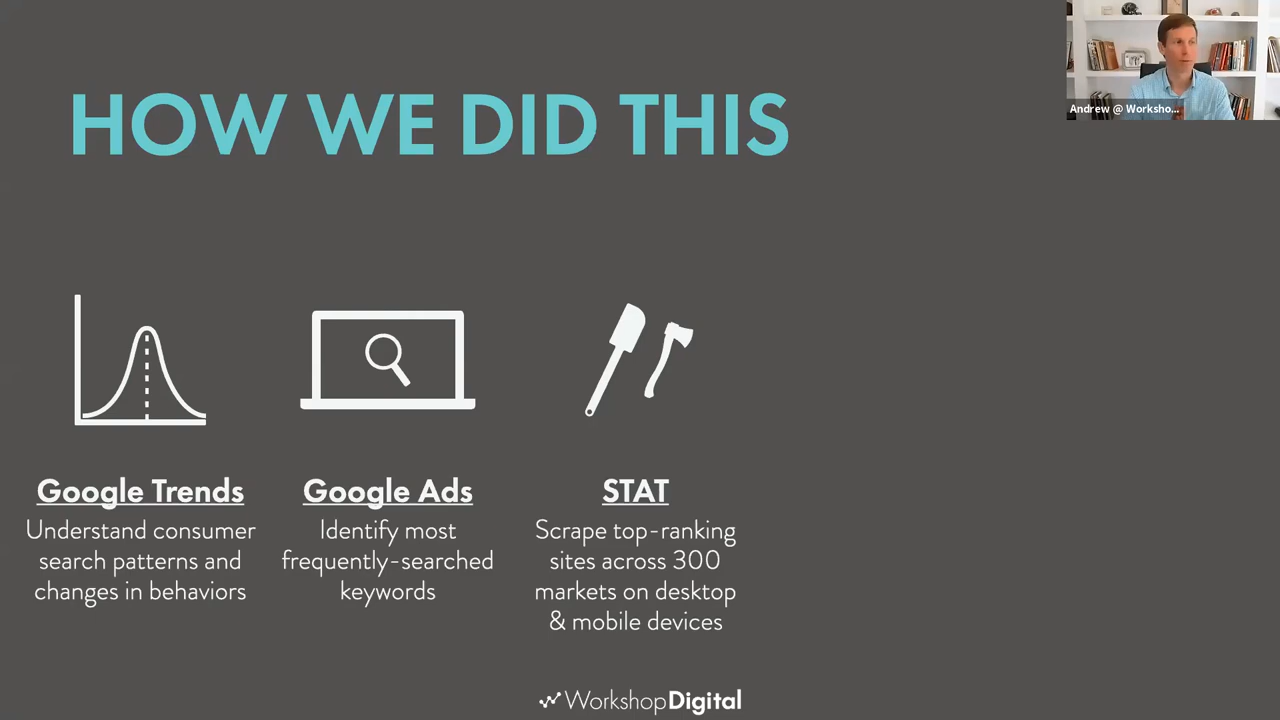 HOW WE DID THIS
Andrew @ Worksho...
Google Trends
Understand consumer
search patterns and
changes in behaviors
Google Ads
Identify most
frequently-searched
keywords
STAT
Scrape top-ranking
sites across 300
markets on desktop
& mobile devices
WorkshopDigital